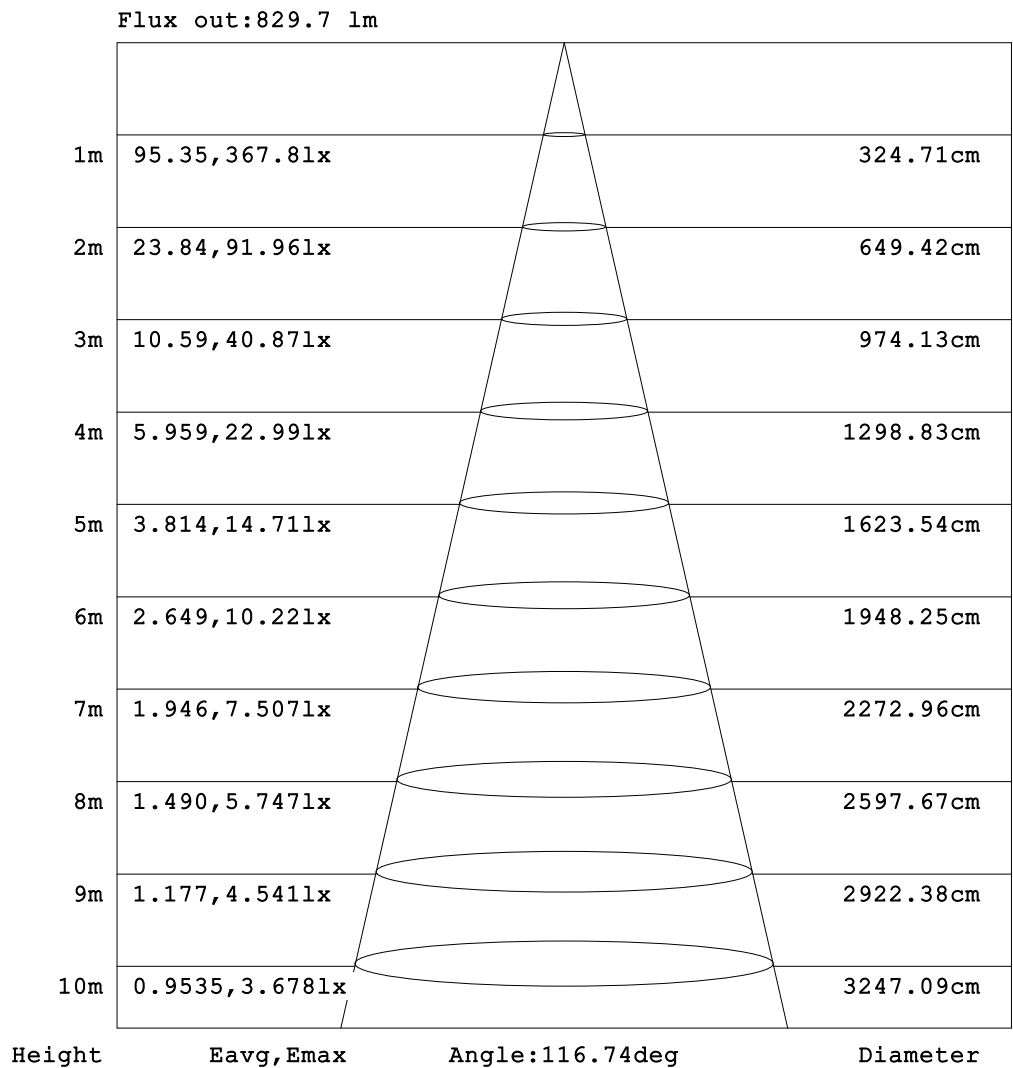 Flux out:829.7 lm
1m 95.35,367.8lx 324.71cm
2m 23.84,91.96lx 649.42cm
3m 10.59,40.87lx 974.13cm
4m 5.959,22.99lx 1298.83cm
5m 3.814,14.71lx 1623.54cm
6m 2.649,10.22lx 1948.25cm
7m 1.946,7.507lx 2272.96cm
8m 1.490,5.747lx 2597.67cm
9m 1.177,4.541lx 2922.38cm
10m 0.9535,3.678lx 3247.09cm
Height Eavg,Emax Angle:116.74deg Diameter